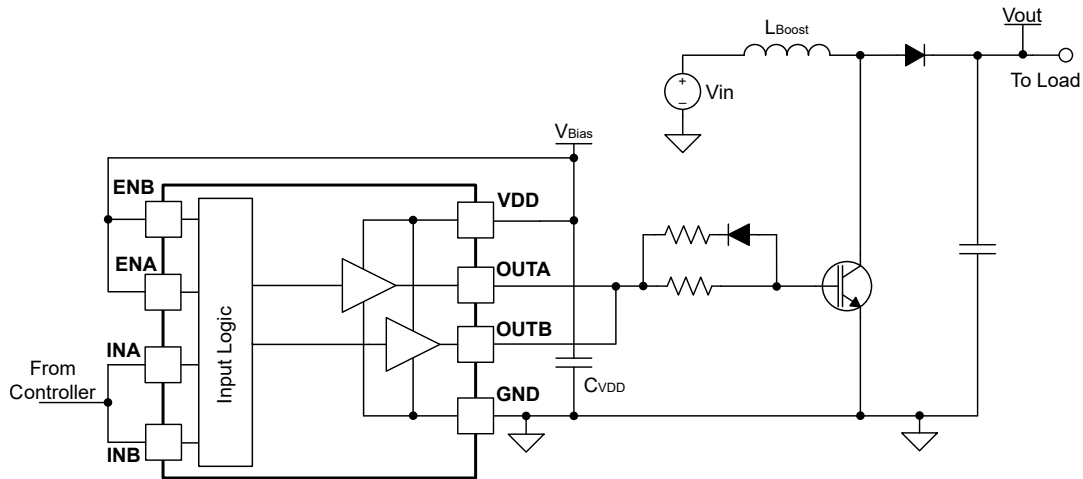 Vout
LBoost
To Load
+
Vin
−
VBias
ENB
VDD
ENA
OUTA
Input Logic
OUTB
INA
From
Controller
CVDD
GND
INB